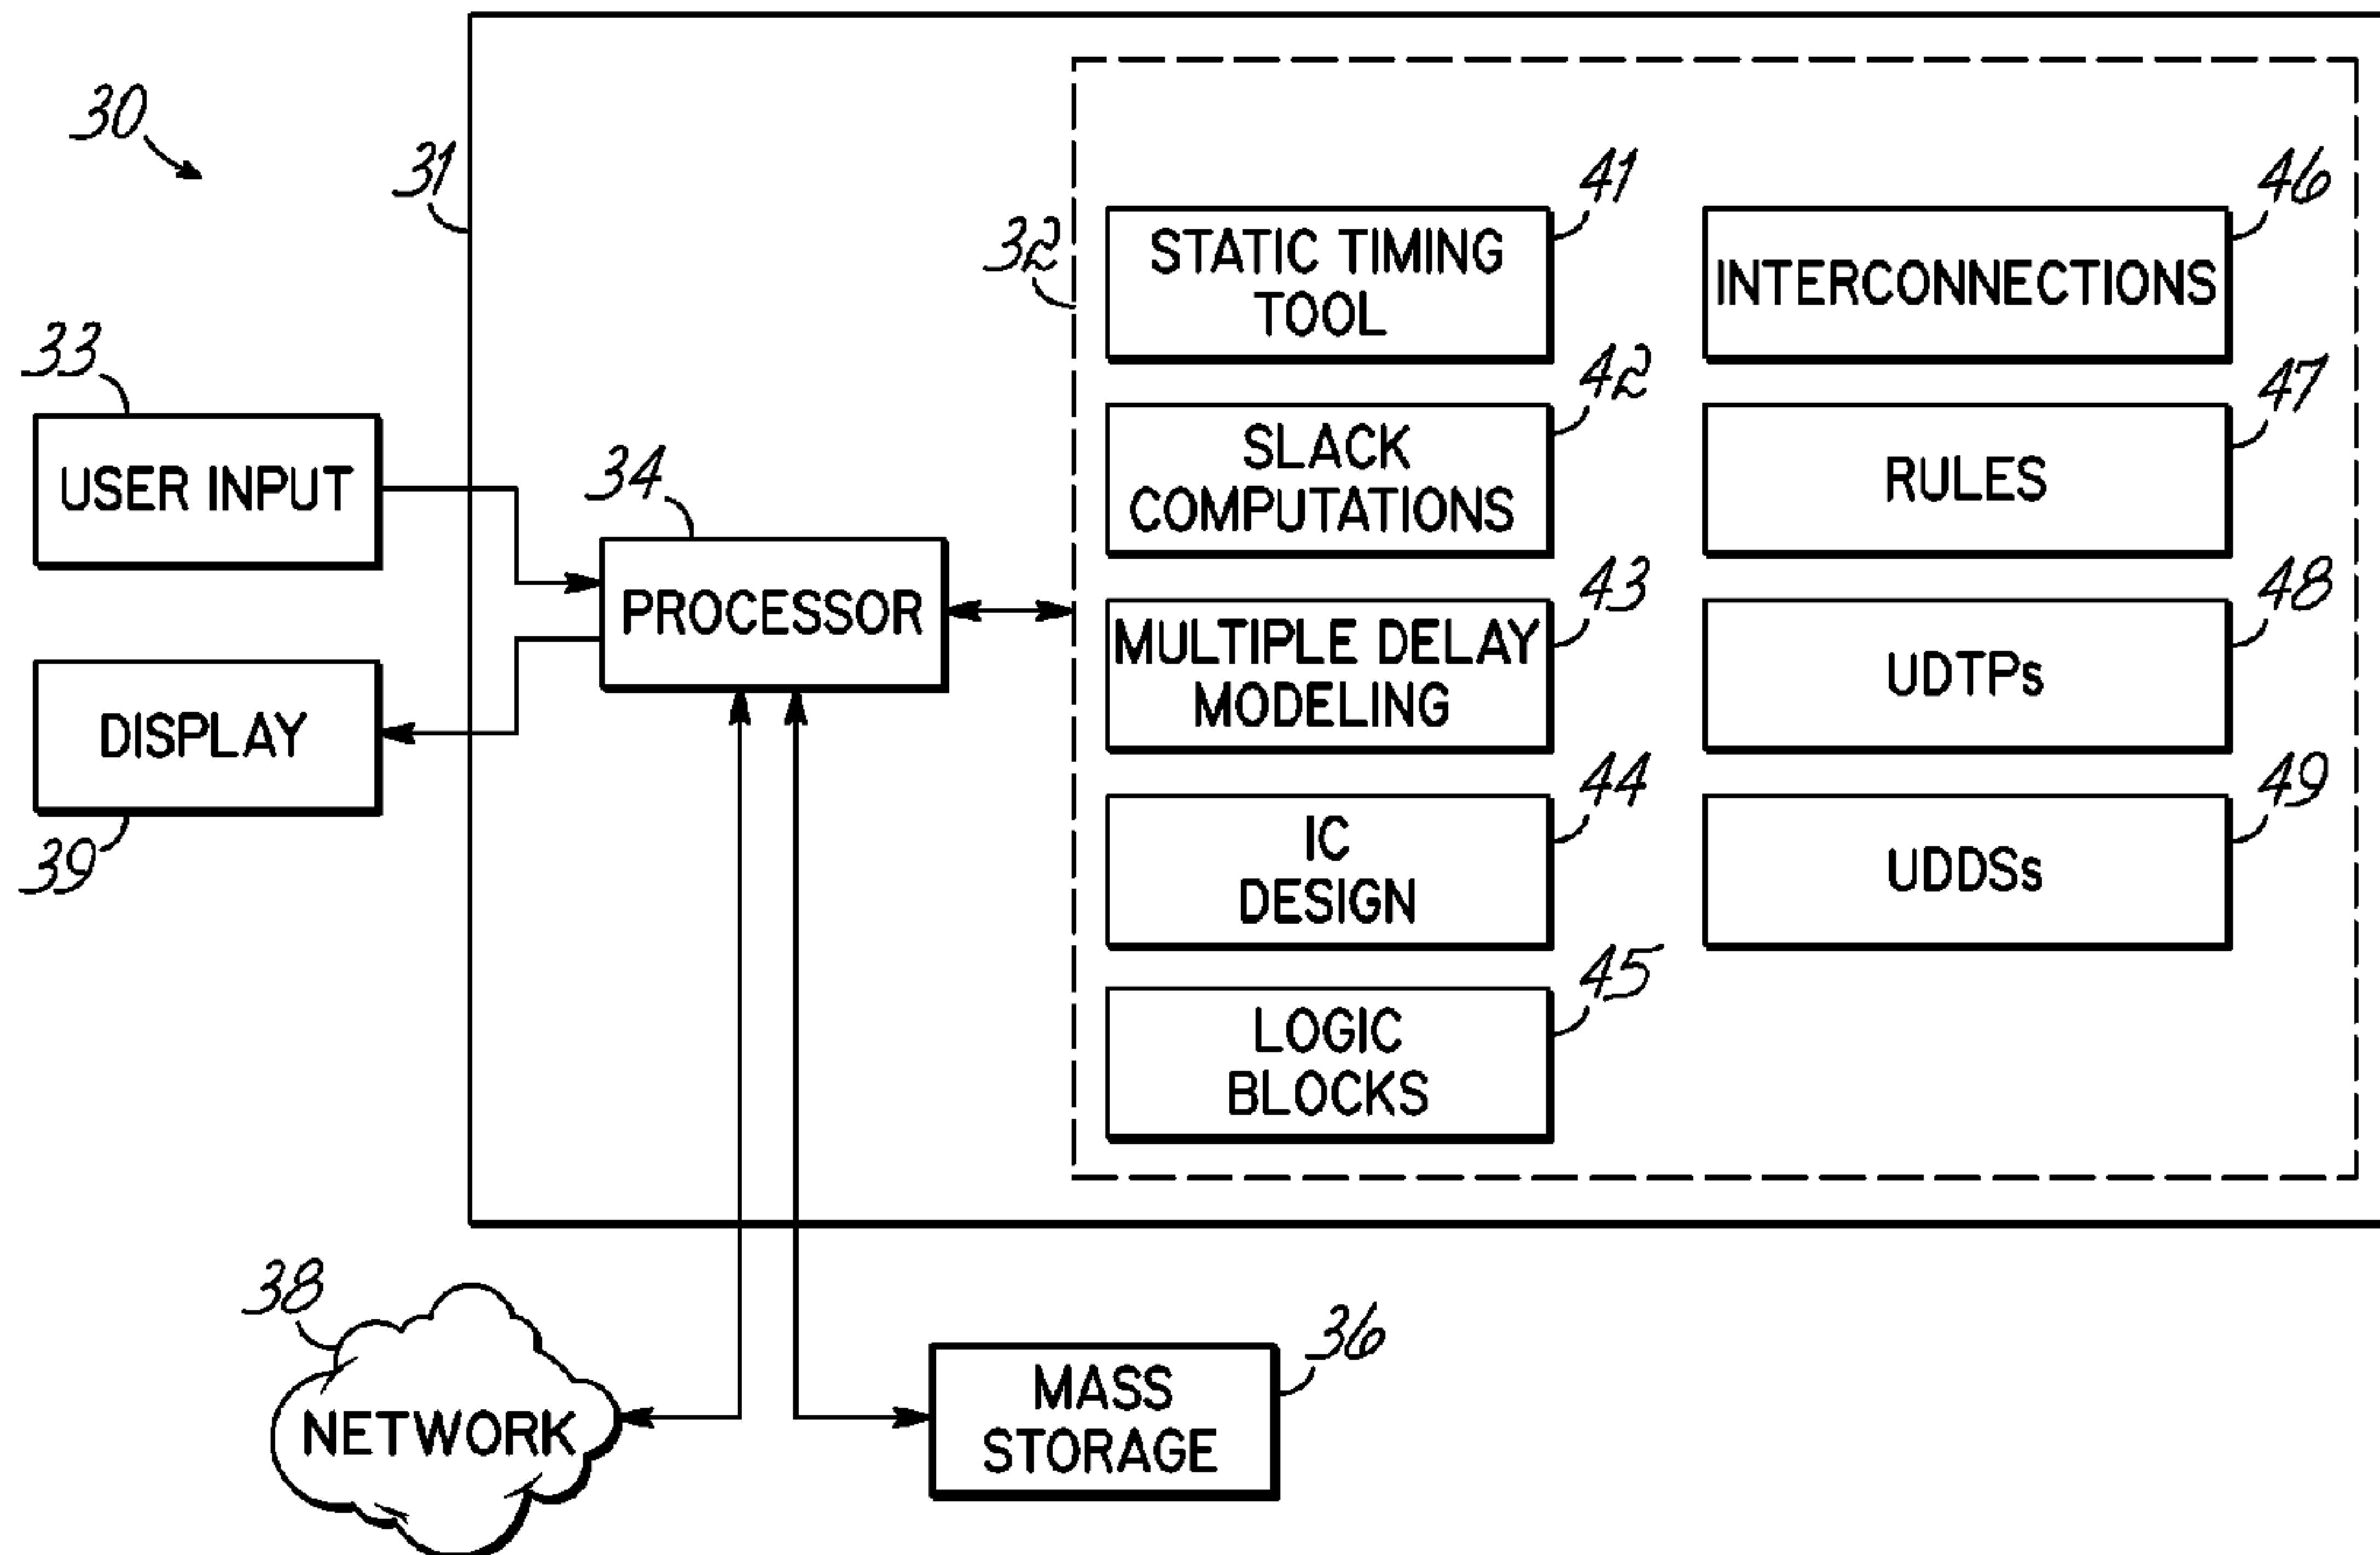 30
31
32
33
USER INPUT
34
PROCESSOR
DISPLAY
39
41
STATIC TIMING
TOOL
42
SLACK
COMPUTATIONS
43
MULTIPLE DELAY
MODELING
44
IC
DESIGN
45
LOGIC
BLOCKS
46
INTERCONNECTIONS
47
RULES
48
UDTPs
49
UDDSs
38
NETWORK
36
MASS
STORAGE